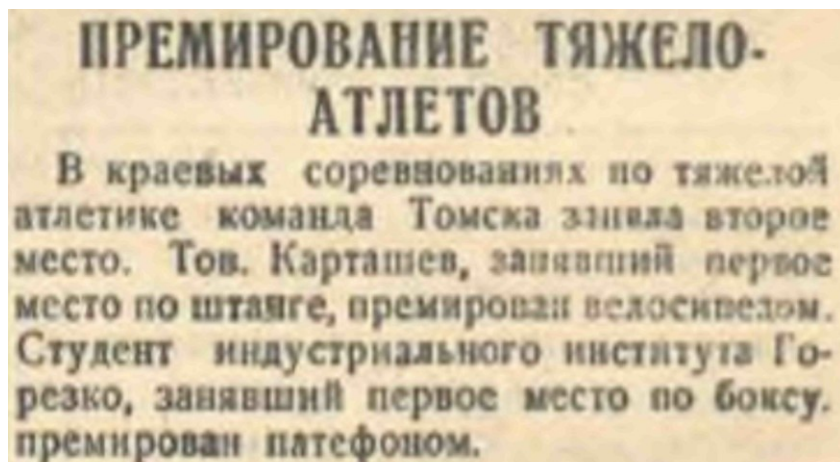 ПРЕМИРОВАНИЕ ТЯЖЕЛО-
АТЛЕТОВ
В краевых соревнованиях по тяжелой
атлетике команда Томска заняла второе
место. Тов. Карташев, занявший первое
место по штанге, премирован велосипедом.
Студент индустриального института Го-
резко, занявший первое место по боксу,
премирован патефоном.